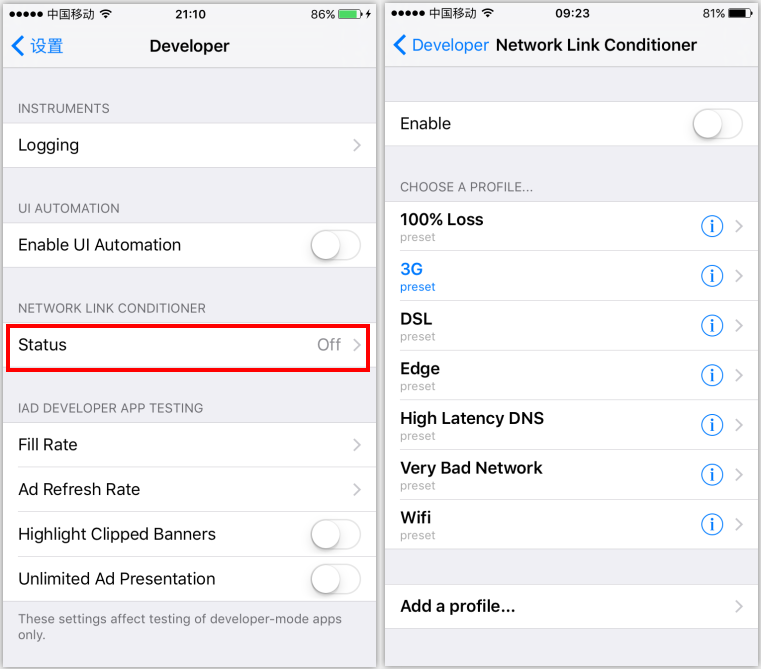 中国移动
21:10
86%
设置
Developer
INSTRUMENTS
Logging
UI AUTOMATION
Enable UI Automation
NETWORK LINK CONDITIONER
Status
Off
IAD DEVELOPER APP TESTING
Fill Rate
Ad Refresh Rate
Highlight Clipped Banners
Unlimited Ad Presentation
These settings affect testing of developer-mode apps
only.
中国移动
09:23
81%
Developer
Network Link Conditioner
Enable
CHOOSE A PROFILE...
100% Loss
preset
3G
preset
DSL
preset
Edge
preset
High Latency DNS
preset
Very Bad Network
preset
Wifi
preset
Add a profile...